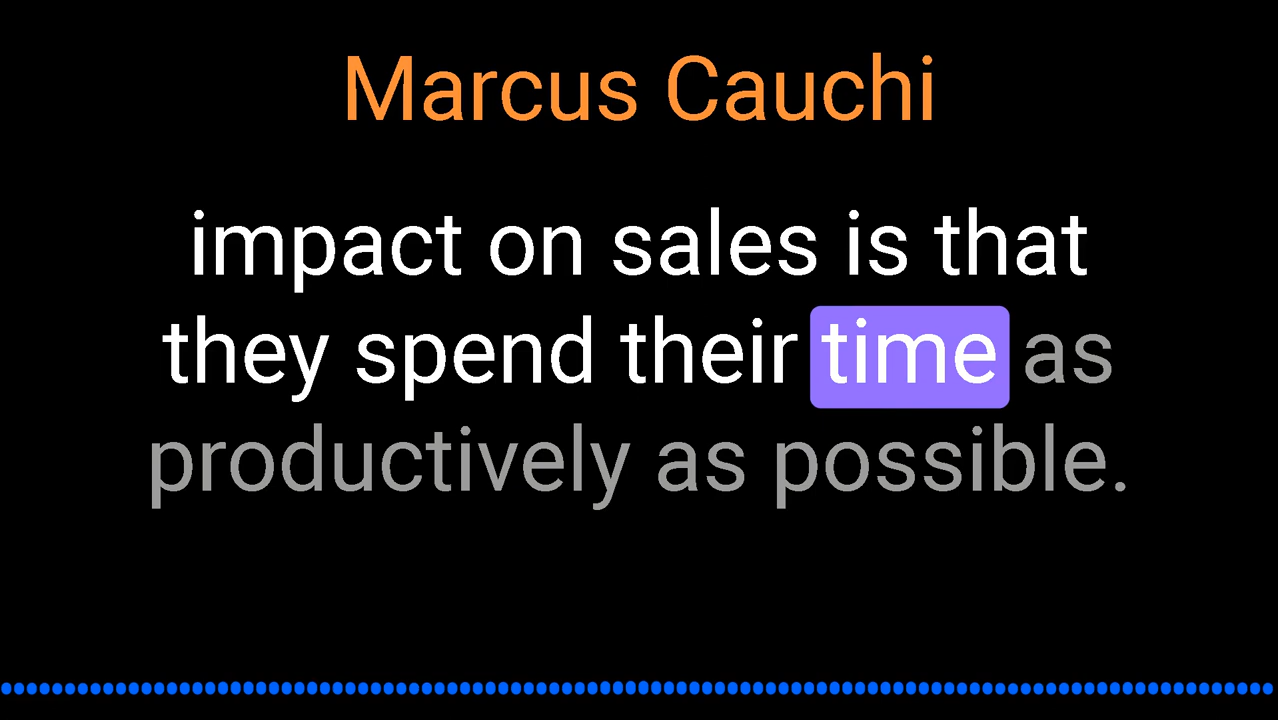 Marcus Cauchi
impact on sales is that
they spend their time as
productively as possible.